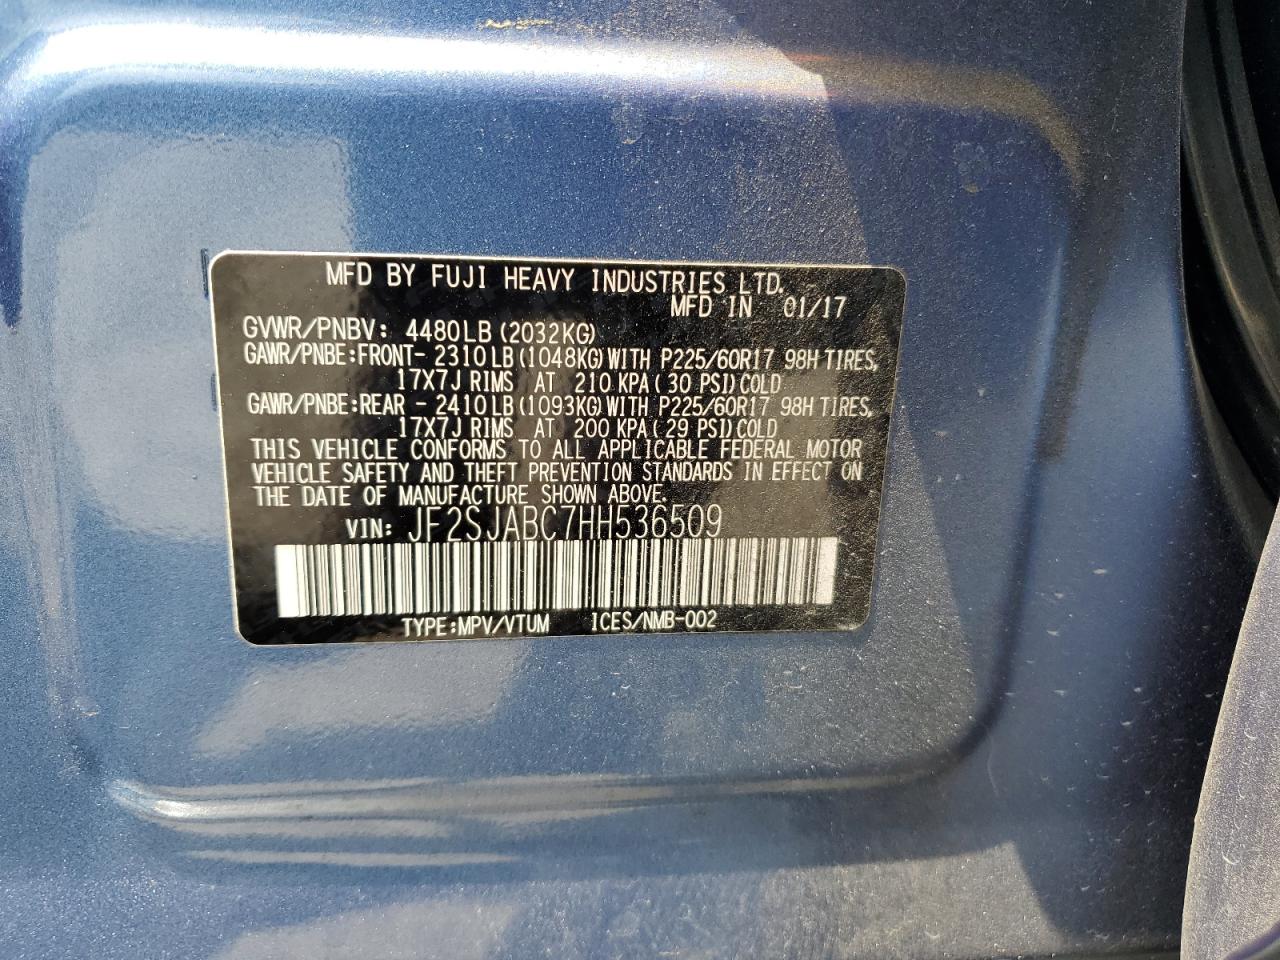 MFD BY FUJI HEAVY INDUSTRIES LTD.
MFD IN 01/17
GVWR/PNBV: 4480LB (2032KG)
GAWR/PNBE:FRONT- 2310LB (1048KG) WITH P225/60R17 98H TIRES,
17X7J RIMS AT 210 KPA( 30 PSI) COLD
GAWR/PNBE:REAR - 2410LB (1093KG) WITH P225/60R17 98H TIRES,
17X7J RIMS AT 200 KPA( 29 PSI) COLD
THIS VEHICLE CONFORMS TO ALL APPLICABLE FEDERAL MOTOR
VEHICLE SAFETY AND THEFT PREVENTION STANDARDS IN EFFECT ON
THE DATE OF MANUFACTURE SHOWN ABOVE.
VIN: JF2SJABC7HH536509
TYPE:MPV/VTUM ICES/NMB-002